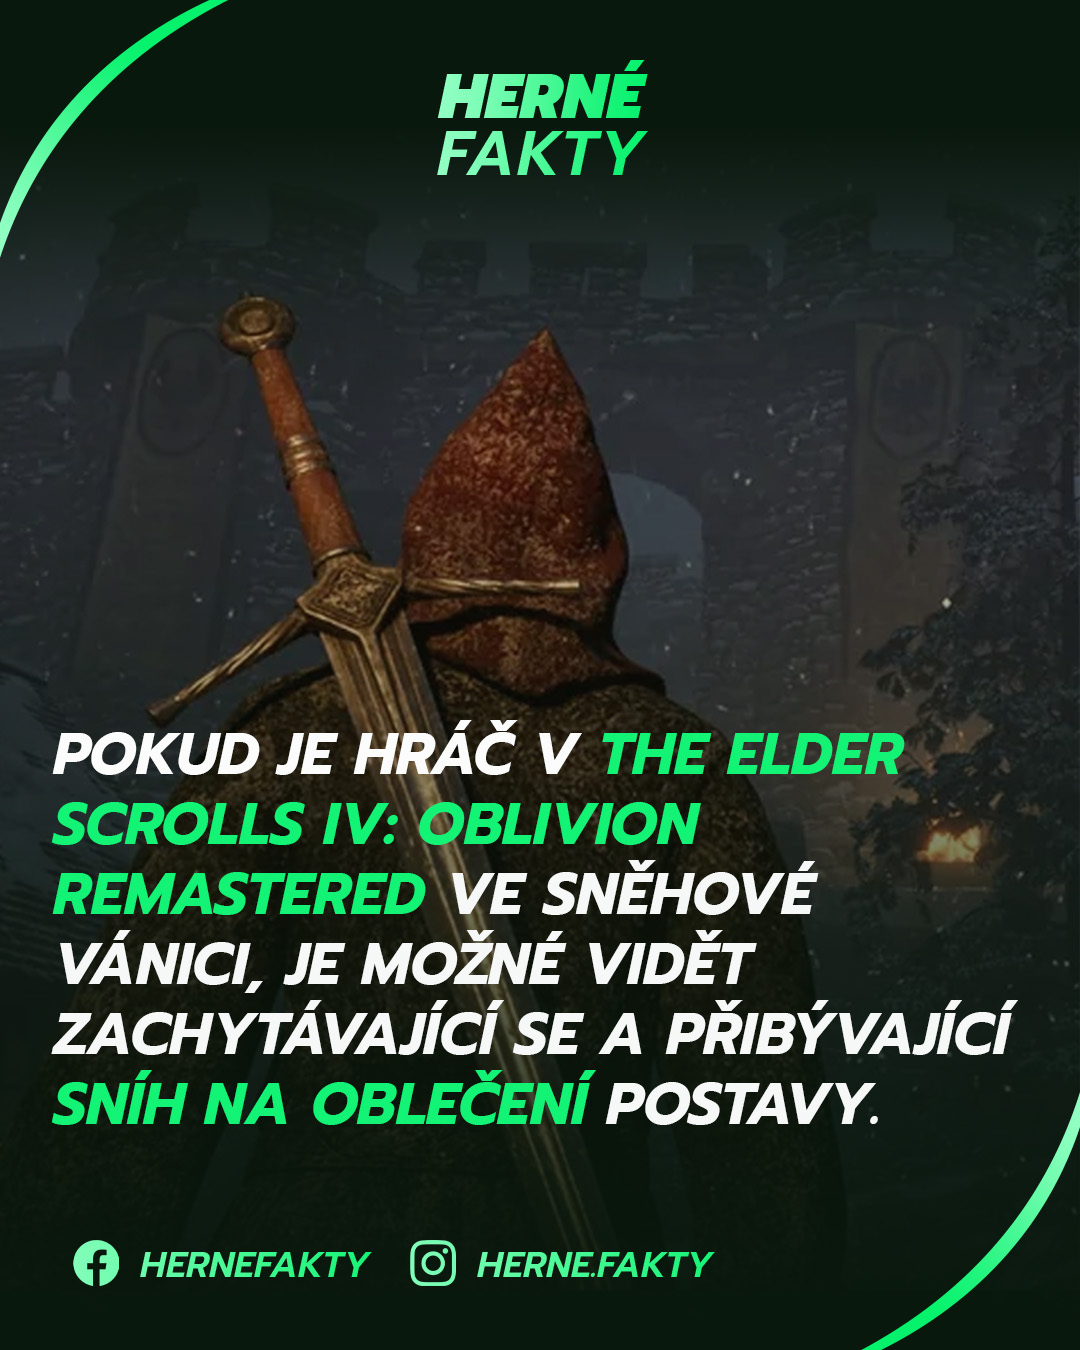 HERNÉ
FAKTY
POKUD JE HRÁČ V THE ELDER
SCROLLS IV: OBLIVION
REMASTERED VE SNĚHOVÉ
VÁNICI, JE MOŽNÉ VIDĚT
ZACHYTÁVAJÍCÍ SE A PŘIBÝVAJÍCÍ
SNÍH NA OBLEČENÍ POSTAVY.
HERNEFAKTY HERNE.FAKTY